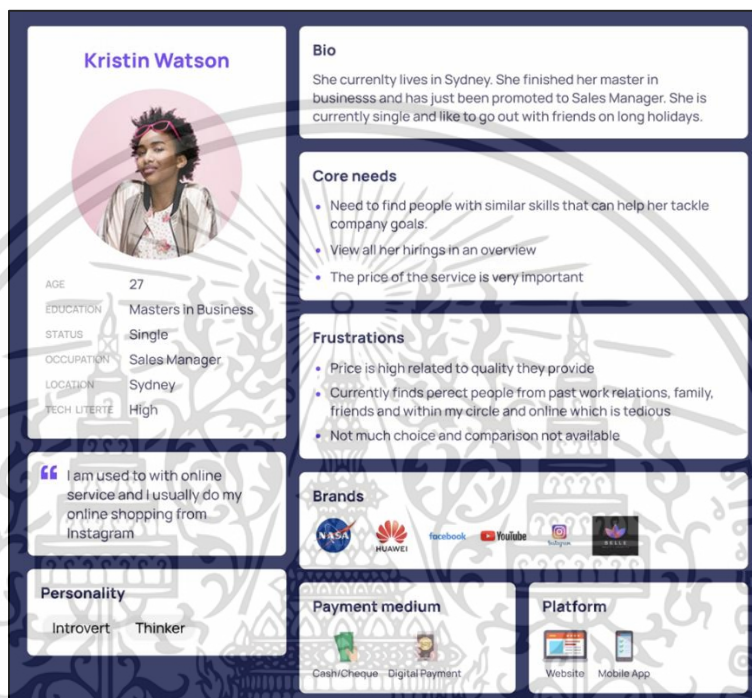 Kristin Watson
AGE 27
EDUCATION Masters in Business
STATUS Single
OCCUPATION Sales Manager
LOCATION Sydney
TECH LITERTE High
I am used to with online
service and I usually do my
online shopping from
Instagram
Personality
Introvert Thinker
Bio
She currenlty lives in Sydney. She finished her master in
businesss and has just been promoted to Sales Manager. She is
currently single and like to go out with friends on long holidays.
Core needs
Need to find people with similar skills that can help her tackle
company goals.
View all her hirings in an overview
The price of the service is very important
Frustrations
Price is high related to quality they provide
Currently finds perect people from past work relations, family,
friends and within my circle and online which is tedious
Not much choice and comparison not available
Brands
NASA HUAWEI facebook YouTube Instagram BELLE
Payment medium
Cash/Cheque Digital Payment
Platform
Website Mobile App